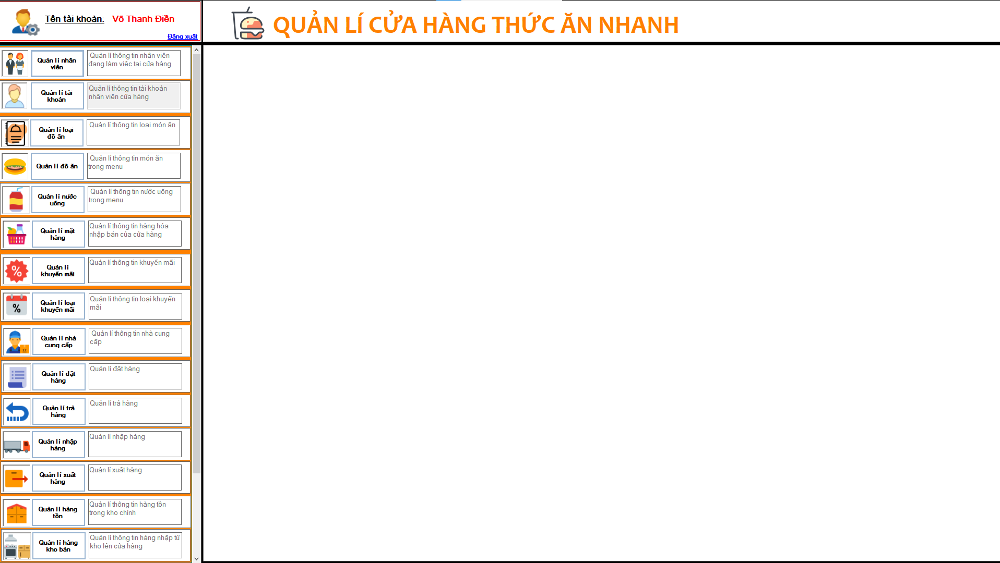 Tên tài khoản: Võ Thanh Điền
Đăng xuất
QUẢN LÍ CỬA HÀNG THỨC ĂN NHANH
Quản lí nhân
viên
Quản lí thông tin nhân viên
đang làm việc tại cửa hàng
Quản lí tài
khoản
Quản lí thông tin tài khoản
nhân viên cửa hàng
Quản lí loại
đồ ăn
Quản lí thông tin loại món ăn
Quản lí đồ ăn
Quản lí thông tin món ăn
trong menu
Quản lí nước
uống
Quản lí thông tin nước uống
trong menu
Quản lí mặt
hàng
Quản lí thông tin hàng hóa
nhập bán của cửa hàng
%
Quản lí
khuyến mãi
Quản lí thông tin khuyến mãi
%
Quản lí loại
khuyến mãi
Quản lí thông tin loại khuyến
mãi
Quản lí nhà
cung cấp
Quản lí thông tin nhà cung
cấp
Quản lí đặt
hàng
Quản lí đặt hàng
Quản lí trả
hàng
Quản lí trả hàng
Quản lí nhập
hàng
Quản lí nhập hàng
Quản lí xuất
hàng
Quản lí xuất hàng
Quản lí hàng
tồn
Quản lí thông tin hàng tồn
trong kho chính
Quản lí hàng
kho bán
Quản lí thông tin hàng nhập từ
kho lên cửa hàng